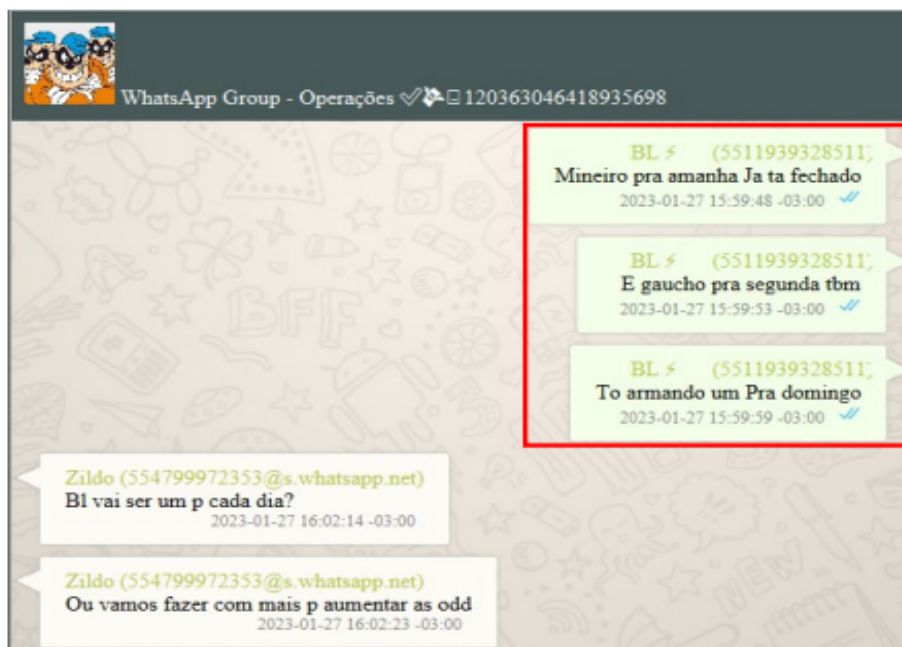 WhatsApp Group - Operações ✅💸 120363046418935698
BL ⚡ (5511939328511
Mineiro pra amanha Ja ta fechado
2023-01-27 15:59:48 -03:00
BL ⚡ (5511939328511
E gaucho pra segunda tbm
2023-01-27 15:59:53 -03:00
BL ⚡ (5511939328511
To armando um Pra domingo
2023-01-27 15:59:59 -03:00
Zildo (554799972353@s.whatsapp.net)
Bl vai ser um p cada dia?
2023-01-27 16:02:14 -03:00
Zildo (554799972353@s.whatsapp.net)
Ou vamos fazer com mais p aumentar as odd
2023-01-27 16:02:23 -03:00
BFF
NEW